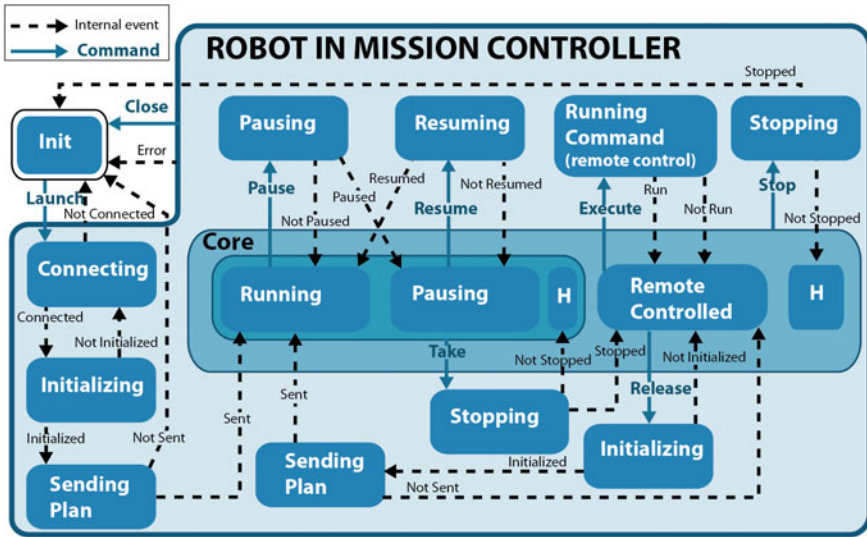 Internal event
Command
ROBOT IN MISSION CONTROLLER
Stopped
Close
Init
Error
Launch
Not Connected
Pausing
Resuming
Running
Command
(remote control)
Stopping
Pause
Not Paused
Paused
Resumed
Resume
Not Resumed
Execute
Run
Not Run
Stop
Not Stopped
Core
Connecting
Running
Pausing
H
Remote
Controlled
H
Connected
Not Initialized
Take
Not Stopped
Stopped
Not Initialized
Initializing
Sent
Sent
Release
Stopping
Initialized
Not Sent
Initializing
Sending
Plan
Sending
Plan
Initialized
Not Sent